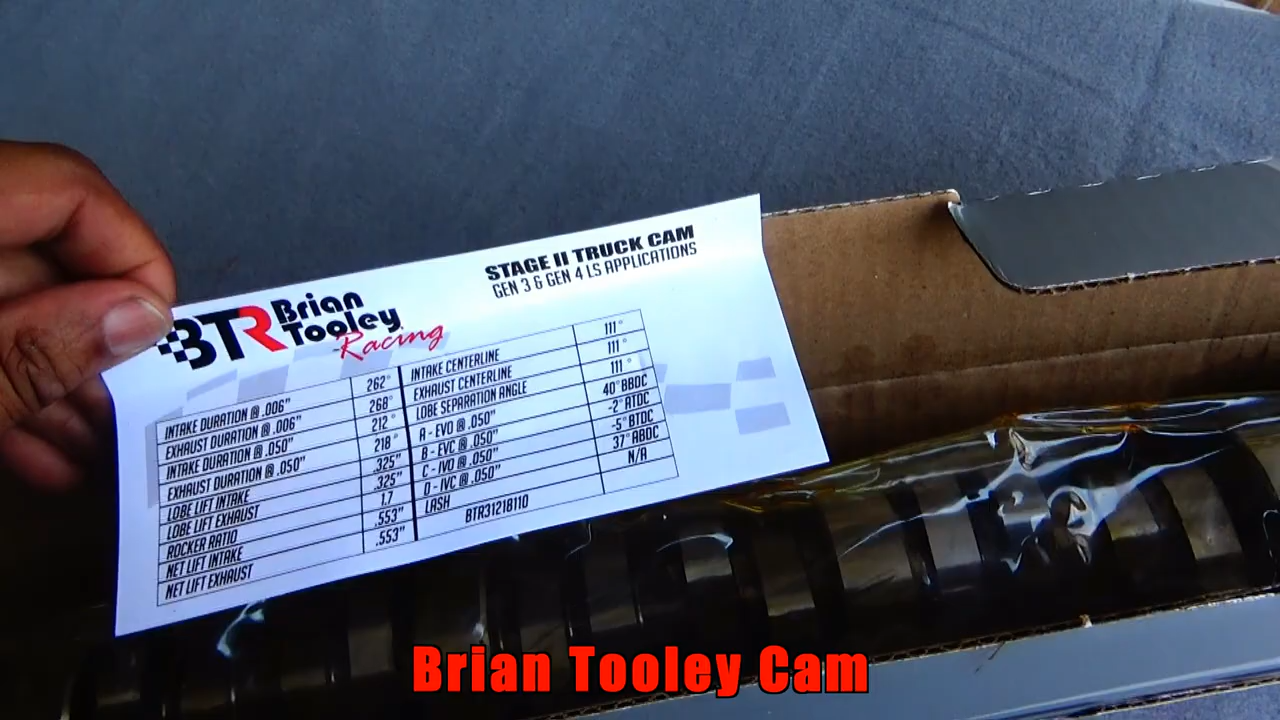 STAGE II TRUCK CAM
GEN 3 & GEN 4 LS APPLICATIONS
BTR Brian
Tooley
Racing
INTAKE DURATION @ .006" 262°
EXHAUST DURATION @ .006" 268°
INTAKE DURATION @ .050" 212°
EXHAUST DURATION @ .050" 218°
LOBE LIFT INTAKE .325"
LOBE LIFT EXHAUST .325"
ROCKER RATIO 1.7
NET LIFT INTAKE .553"
NET LIFT EXHAUST .553"
INTAKE CENTERLINE 111°
EXHAUST CENTERLINE 111°
LOBE SEPARATION ANGLE 111°
A - EVO @ .050" 40°BBDC
B - EVC @ .050" -2°ATDC
C - IVO @ .050" -5°BTDC
D - IVC @ .050" 37°ABDC
LASH N/A
BTR31218110
Brian Tooley Cam